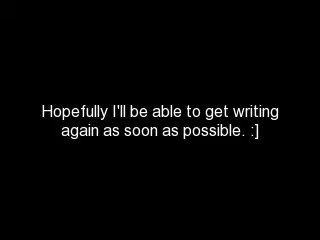 Hopefully I'll be able to get writing
again as soon as possible. :]